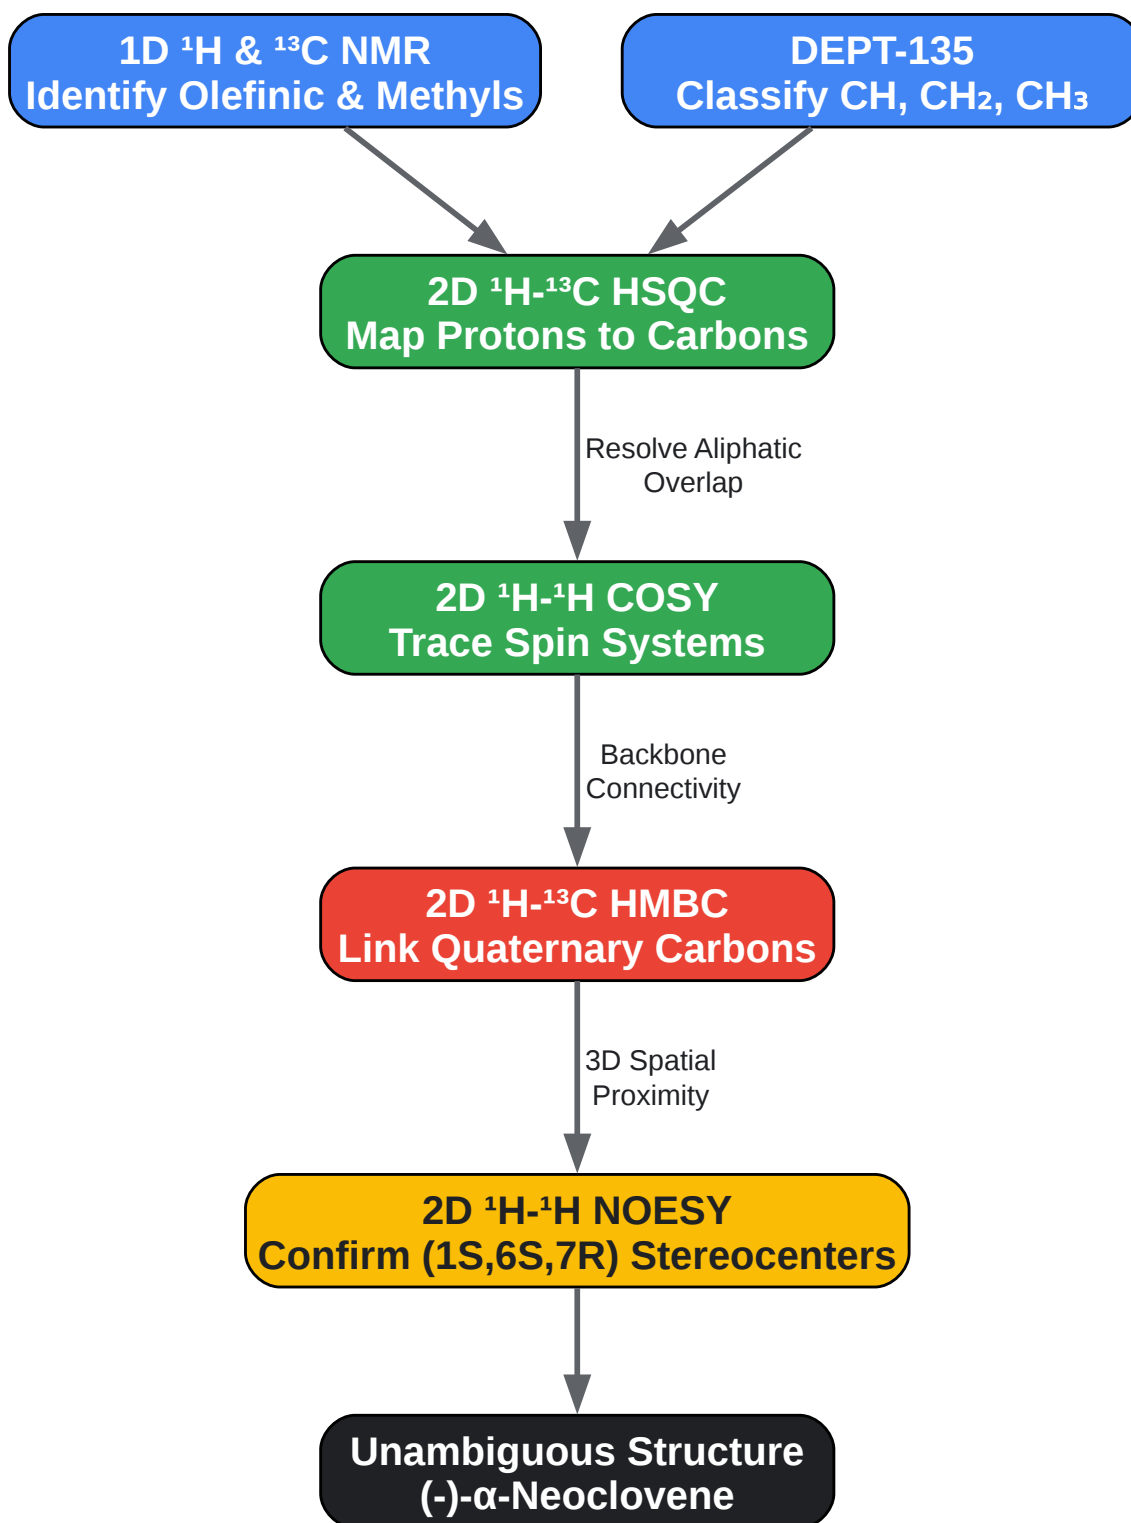 1D ¹H & ¹³C NMR
Identify Olefinic & Methyls
DEPT-135
Classify CH, CH₂, CH₃
2D ¹H-¹³C HSQC
Map Protons to Carbons
Resolve Aliphatic
Overlap
2D ¹H-¹H COSY
Trace Spin Systems
Backbone
Connectivity
2D ¹H-¹³C HMBC
Link Quaternary Carbons
3D Spatial
Proximity
2D ¹H-¹H NOESY
Confirm (1S,6S,7R) Stereocenters
Unambiguous Structure
(-)-α-Neoclovene